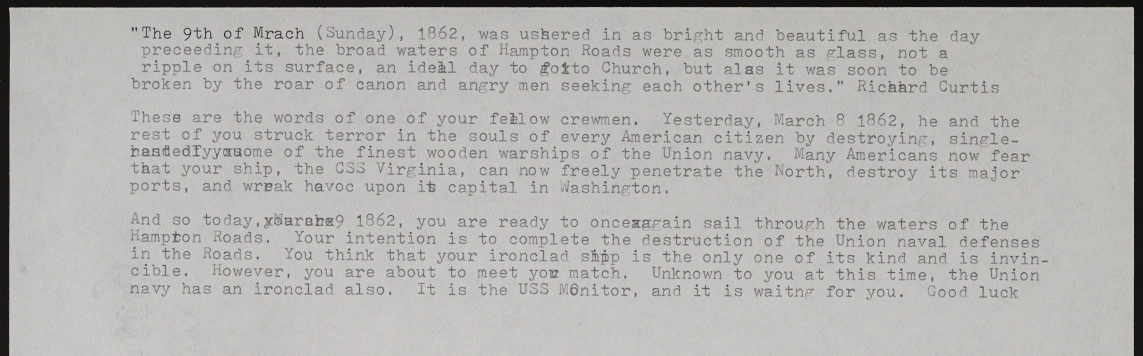 "The 9th of Mrach (Sunday), 1862, was ushered in as bright and beautiful as the day
preceeding it, the broad waters of Hampton Roads were as smooth as glass, not a
ripple on its surface, an ideal day to go to Church, but alas it was soon to be
broken by the roar of canon and angry men seeking each other's lives." Richard Curtis
These are the words of one of your fellow crewmen. Yesterday, March 8 1862, he and the
rest of you struck terror in the souls of every American citizen by destroying, single-
some of the finest wooden warships of the Union navy. Many Americans now fear
that your ship, the CSS Virginia, can now freely penetrate the North, destroy its major
ports, and wreak havoc upon its capital in Washington.
And so today, 9 1862, you are ready to once again sail through the waters of the
Hampton Roads. Your intention is to complete the destruction of the Union naval defenses
in the Roads. You think that your ironclad ship is the only one of its kind and is invin-
cible. However, you are about to meet your match. Unknown to you at this time, the Union
navy has an ironclad also. It is the USS Monitor, and it is waitng for you. Good luck